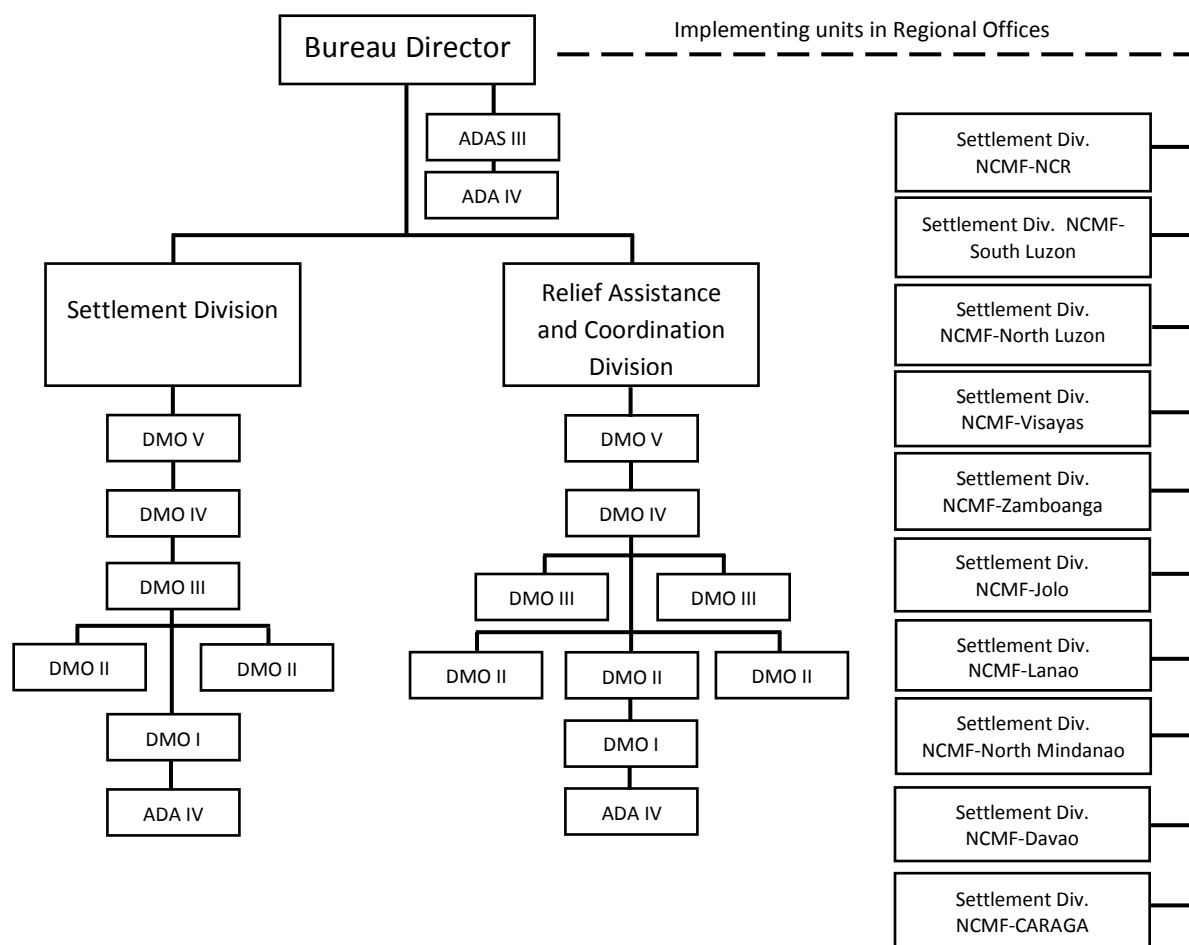 Implementing units in Regional Offices
Bureau Director
ADAS III
ADA IV
Settlement Division
Relief Assistance
and Coordination
Division
DMO V
DMO IV
DMO III
DMO II
DMO II
DMO I
ADA IV
DMO V
DMO IV
DMO III
DMO III
DMO II
DMO II
DMO II
DMO I
ADA IV
Settlement Div.
NCMF-NCR
Settlement Div.  NCMF-
South Luzon
Settlement Div.
NCMF-North Luzon
Settlement Div.
NCMF-Visayas
Settlement Div.
NCMF-Zamboanga
Settlement Div.
NCMF-Jolo
Settlement Div.
NCMF-Lanao
Settlement Div.
NCMF-North Mindanao
Settlement Div.
NCMF-Davao
Settlement Div.
NCMF-CARAGA